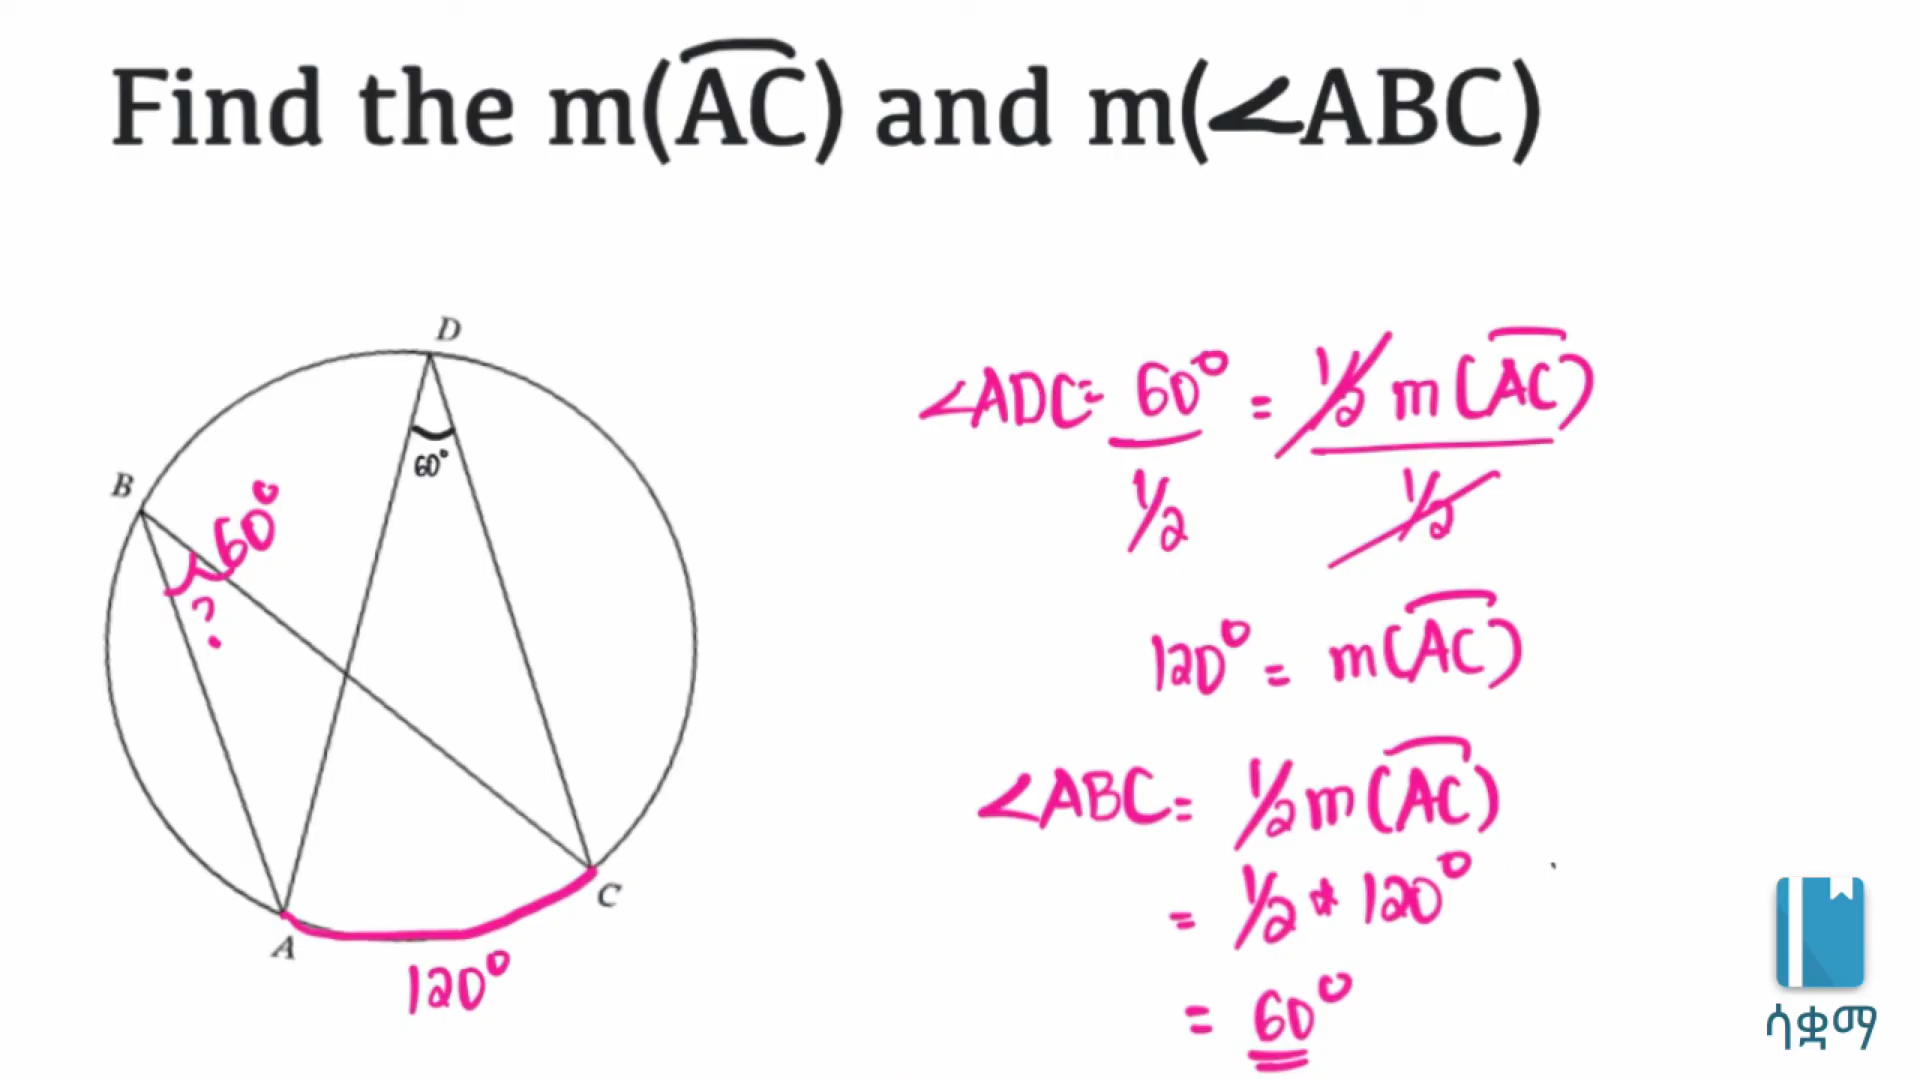 Find the m(AC) and m(∠ABC)
D
60°
B
60°
?
A
C
120°
∠ADC = 60° = 1/2 m(AC)
1/2 1/2
120° = m(AC)
∠ABC = 1/2 m(AC)
= 1/2 * 120°
= 60°
ሳቋማ